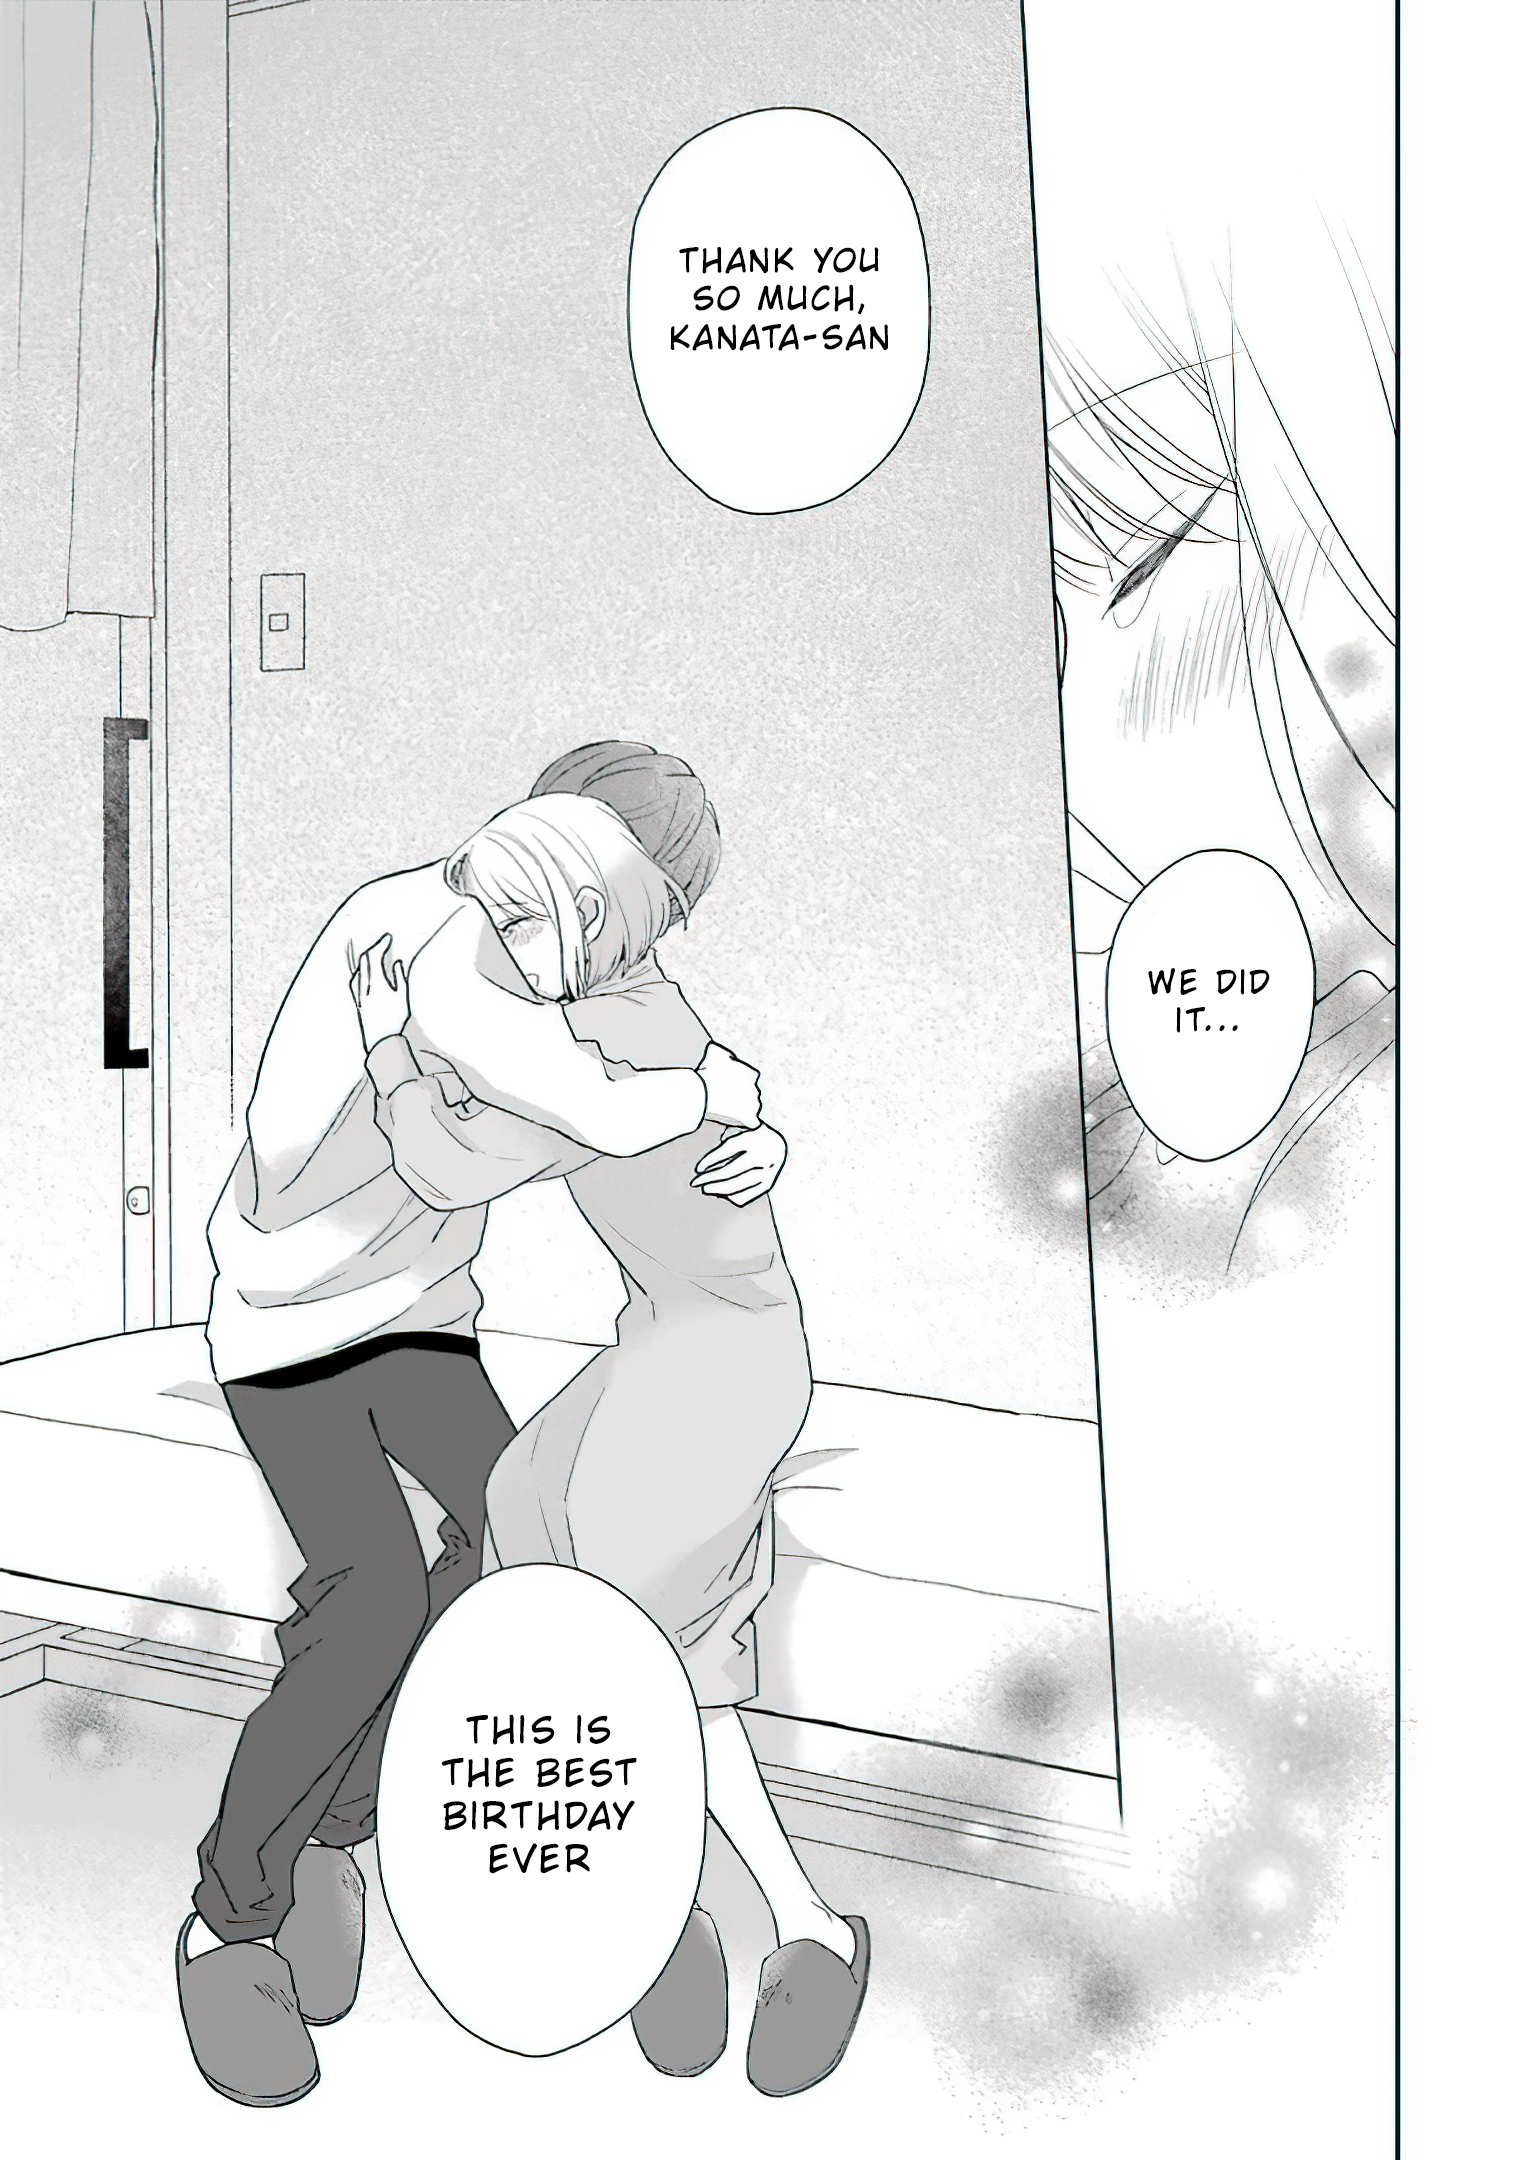 WE DID
IT...
THANK YOU
SO MUCH,
KANATA-SAN
THIS IS
THE BEST
BIRTHDAY
EVER